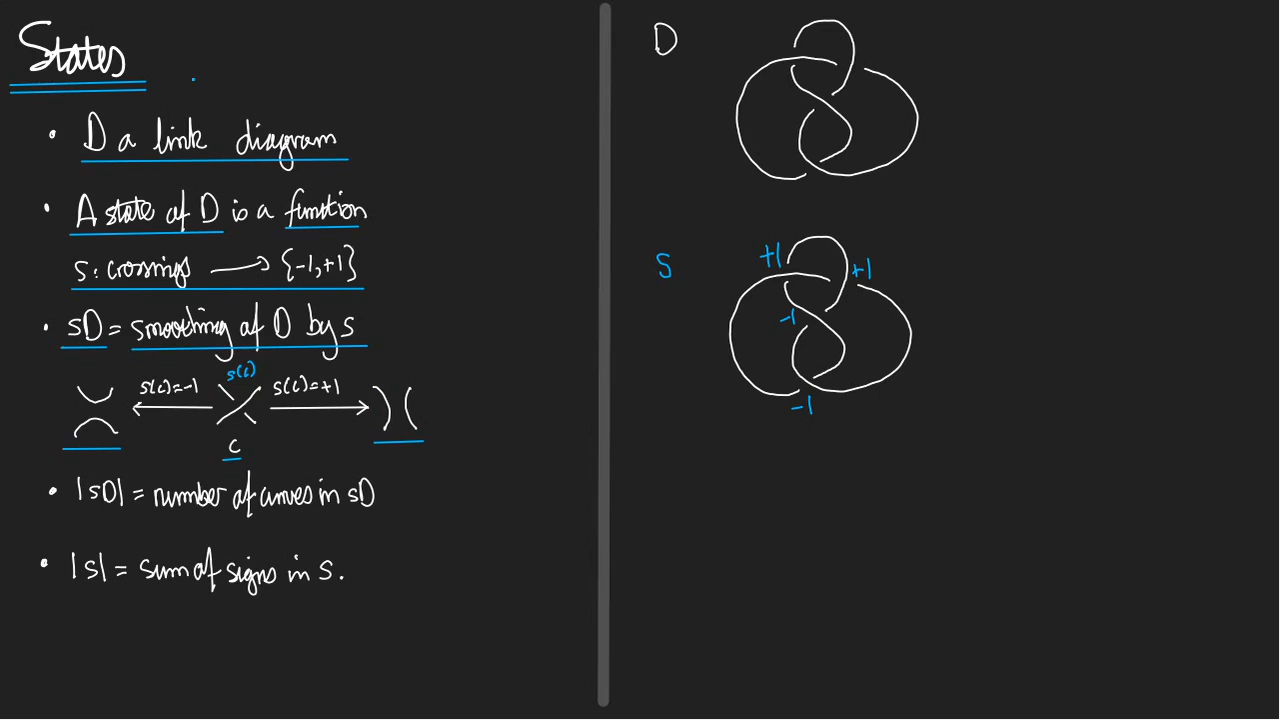 States
• D a link diagram
• A state of D is a function
s: crossings ⟶ {-1,+1}
• sD = smoothing of D by s
s(c)
s(c)=-1 s(c)=+1
c
• |sD| = number of curves in sD
• |s| = sum of signs in s.
D
S
+1 +1
-1
-1